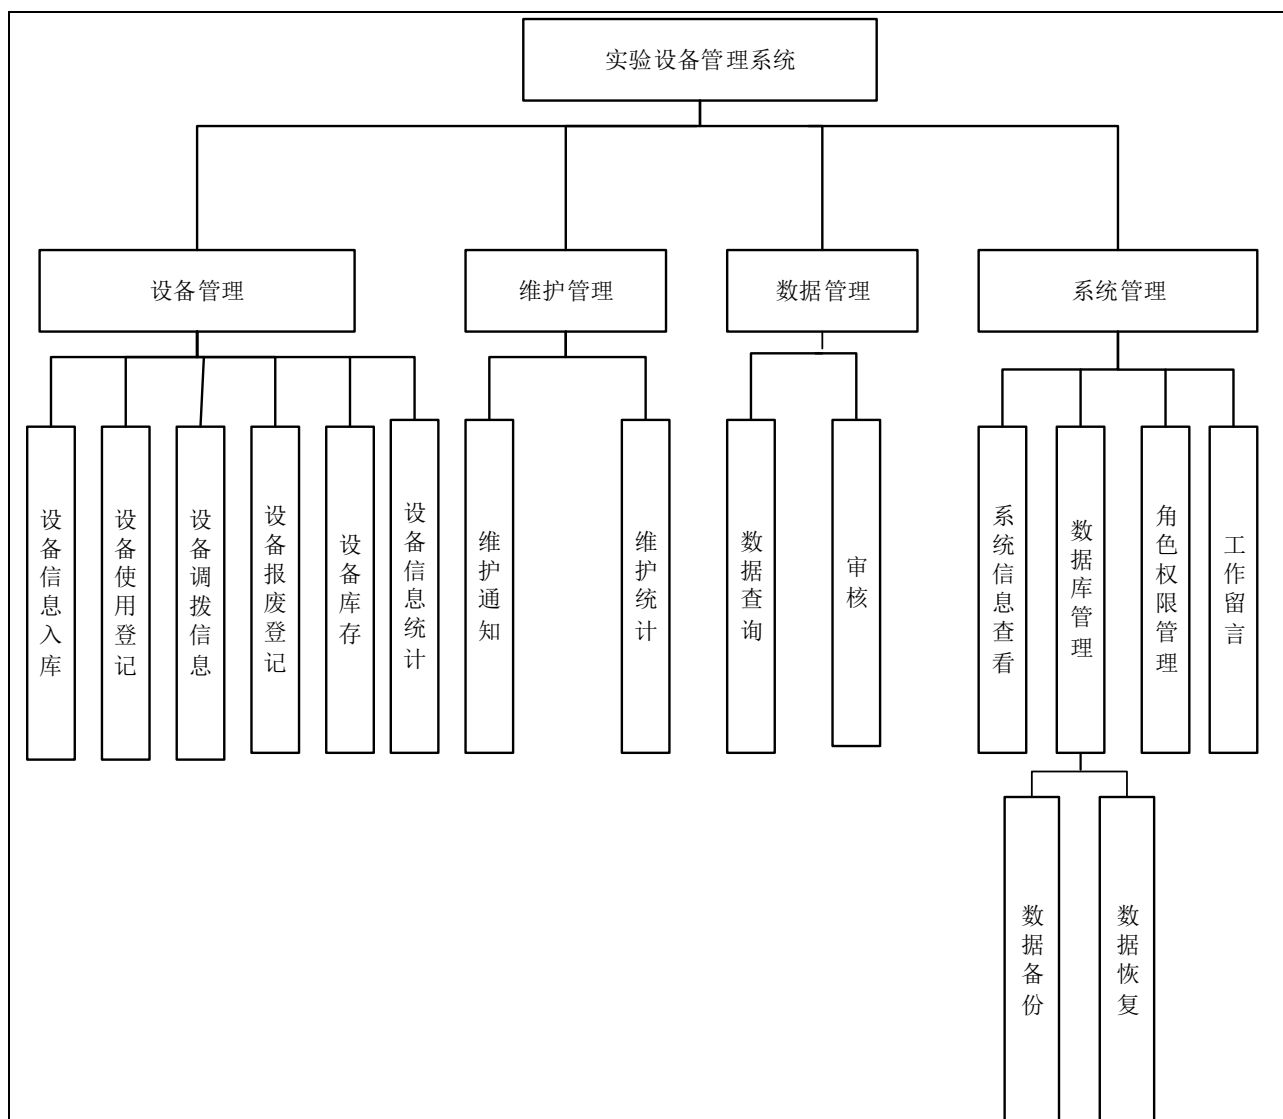 实验设备管理系统
设备管理
维护管理
数据管理
系统管理
设备信息入库
设备使用登记
设备调拨信息
设备报废登记
设备库存
设备信息统计
维护通知
维护统计
数据查询
审核
系统信息查看
数据库管理
角色权限管理
工作留言
数据备份
数据恢复